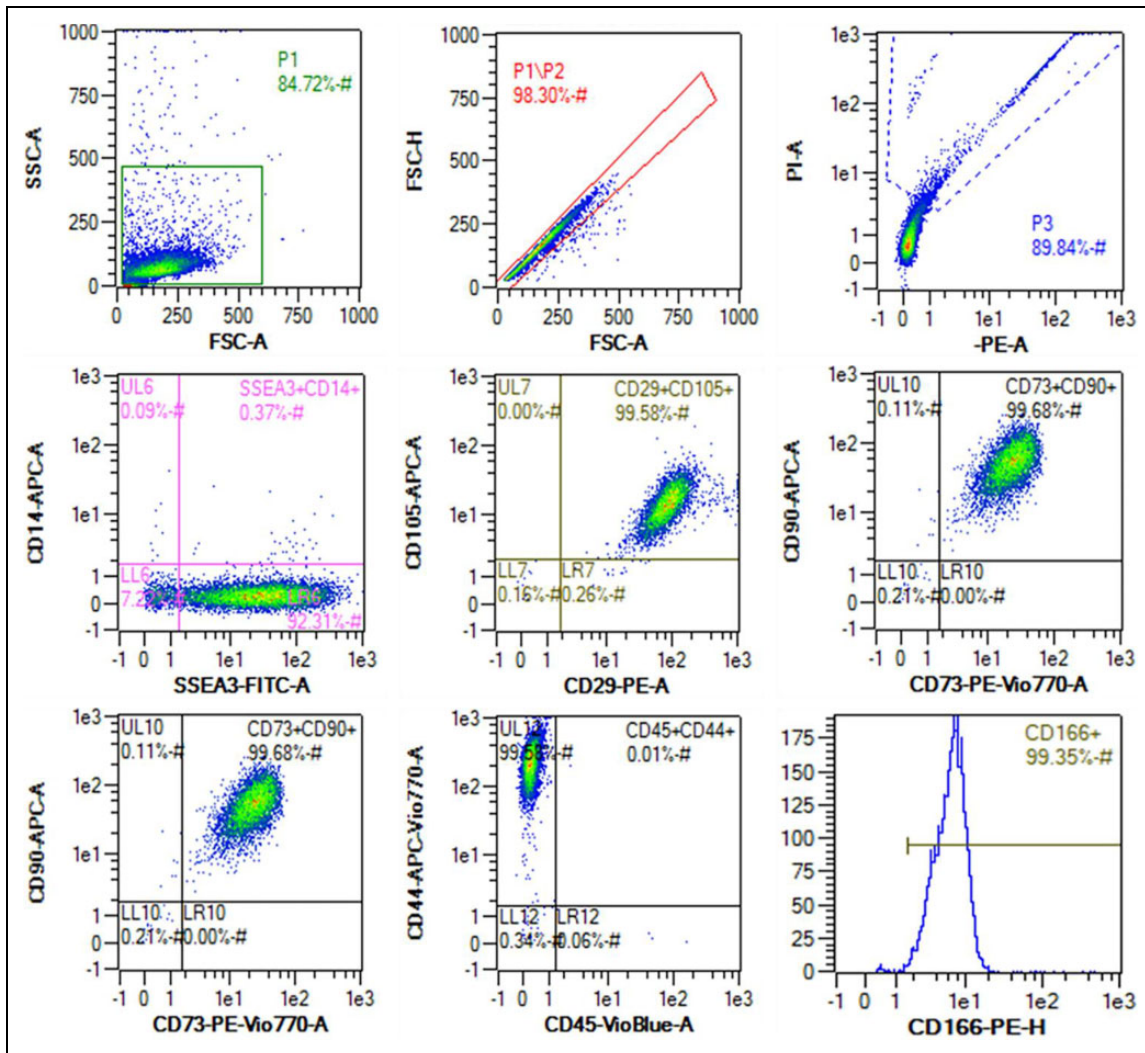 1000
750
500
250
0
SSC-A
P1
84.72%-#
0 250 500 750 1000
FSC-A
1000
750
500
250
0
FSC-H
P1\P2
98.30%-#
0 250 500 750 1000
FSC-A
1e3
1e2
1e1
1
0
-1
PI-A
P3
89.84%-#
-1 0 1 1e1 1e2 1e3
-PE-A
1e3
1e2
1e1
1
0
-1
CD14-APC-A
UL6
0.09%-#
SSEA3+CD14+
0.37%-#
LL6
LR6
92.31%-#
-1 0 1 1e1 1e2 1e3
SSEA3-FITC-A
1e3
1e2
1e1
1
0
-1
CD105-APC-A
UL7
0.00%-#
CD29+CD105+
99.58%-#
LL7
0.16%-#
LR7
0.26%-#
-1 0 1 1e1 1e2 1e3
CD29-PE-A
1e3
1e2
1e1
1
0
-1
CD90-APC-A
UL10
0.11%-#
CD73+CD90+
99.68%-#
LL10
0.21%-#
LR10
0.00%-#
-1 0 1 1e1 1e2 1e3
CD73-PE-Vio770-A
1e3
1e2
1e1
1
0
-1
CD90-APC-A
UL10
0.11%-#
CD73+CD90+
99.68%-#
LL10
0.21%-#
LR10
0.00%-#
-1 0 1 1e1 1e2 1e3
CD73-PE-Vio770-A
1e3
1e2
1e1
1
0
-1
CD44-APC-Vio770-A
UL12
CD45+CD44+
0.01%-#
LL12
0.34%-#
LR12
0.06%-#
-1 0 1 1e1 1e2 1e3
CD45-VioBlue-A
175
150
125
100
75
50
25
0
CD166+
99.35%-#
-1 0 1 1e1 1e2 1e3
CD166-PE-H